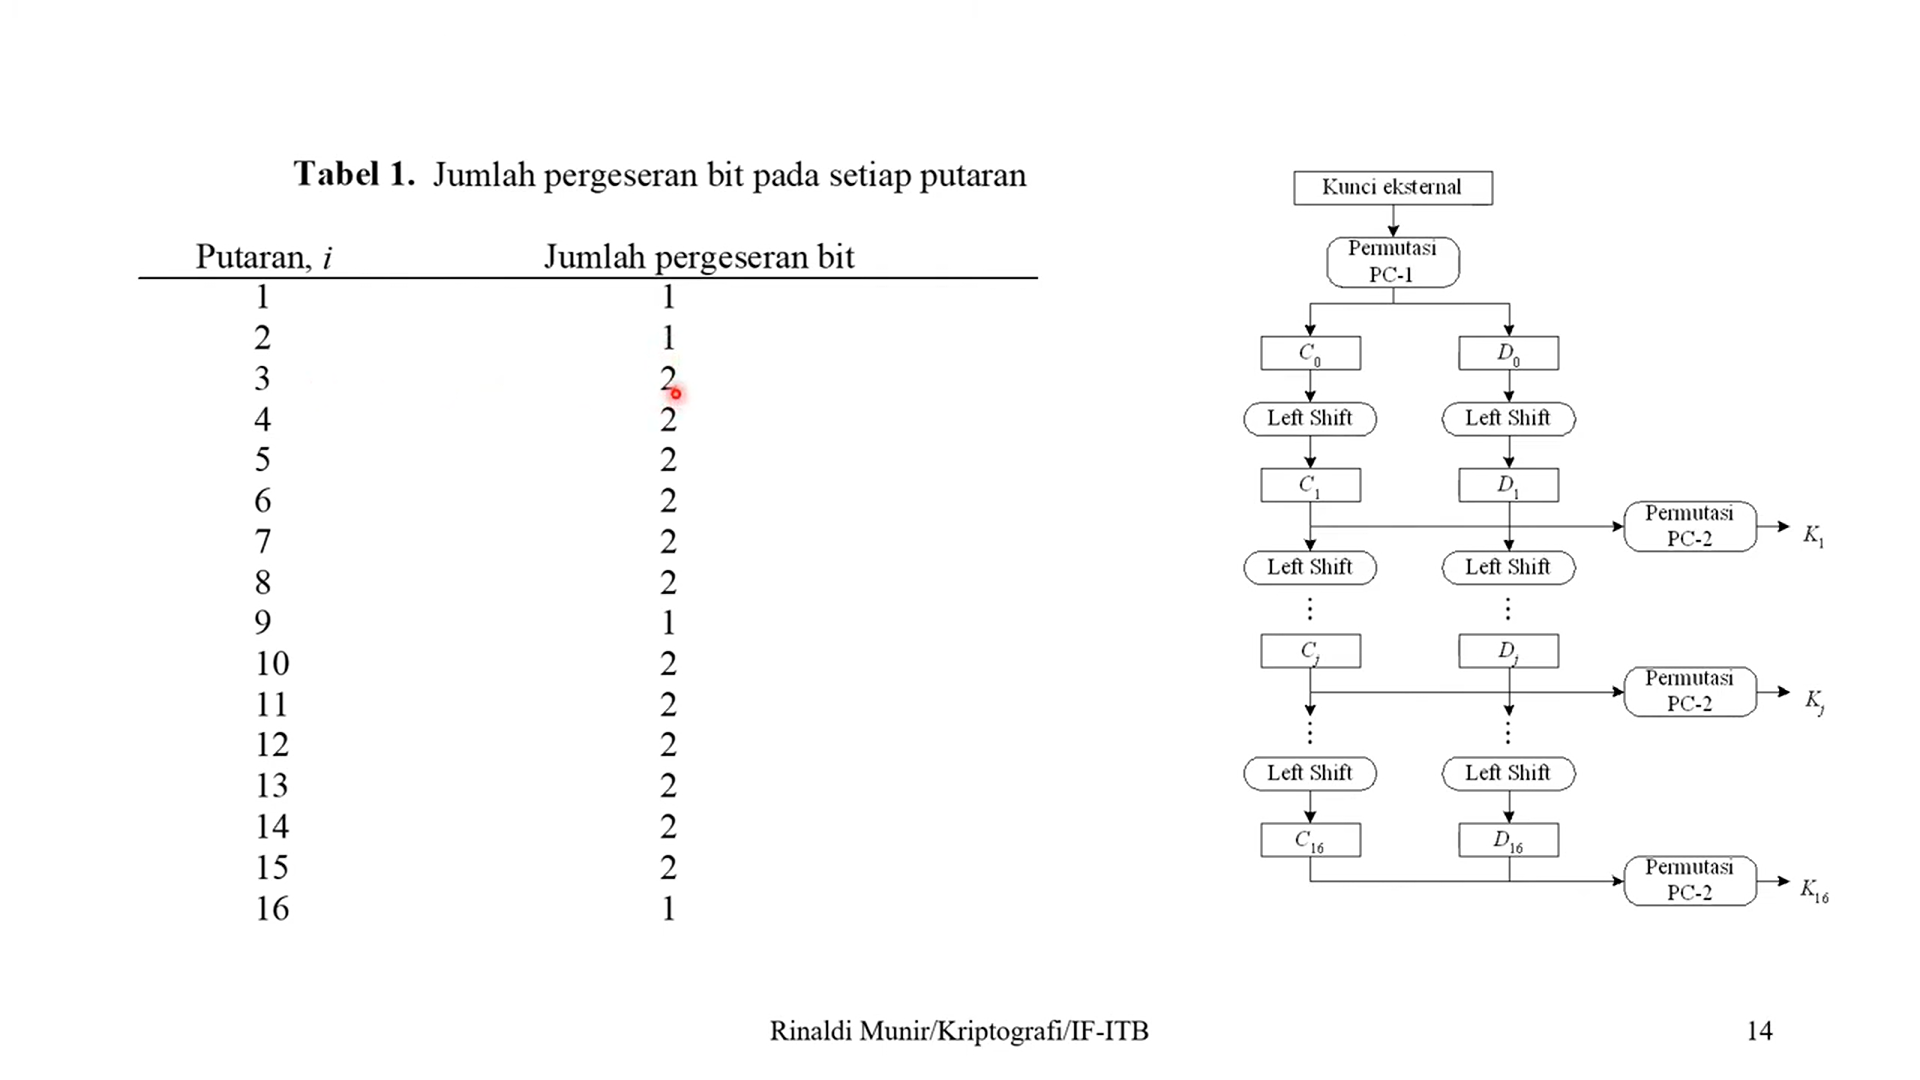 Tabel 1. Jumlah pergeseran bit pada setiap putaran
Putaran, i Jumlah pergeseran bit
1 1
2 1
3 2
4 2
5 2
6 2
7 2
8 2
9 1
10 2
11 2
12 2
13 2
14 2
15 2
16 1
Kunci eksternal
Permutasi
PC-1
C0 D0
Left Shift Left Shift
C1 D1
Permutasi
PC-2
K1
Left Shift Left Shift
⋮ ⋮
Cj Dj
Permutasi
PC-2
Kj
⋮ ⋮
Left Shift Left Shift
C16 D16
Permutasi
PC-2
K16
Rinaldi Munir/Kriptografi/IF-ITB 14